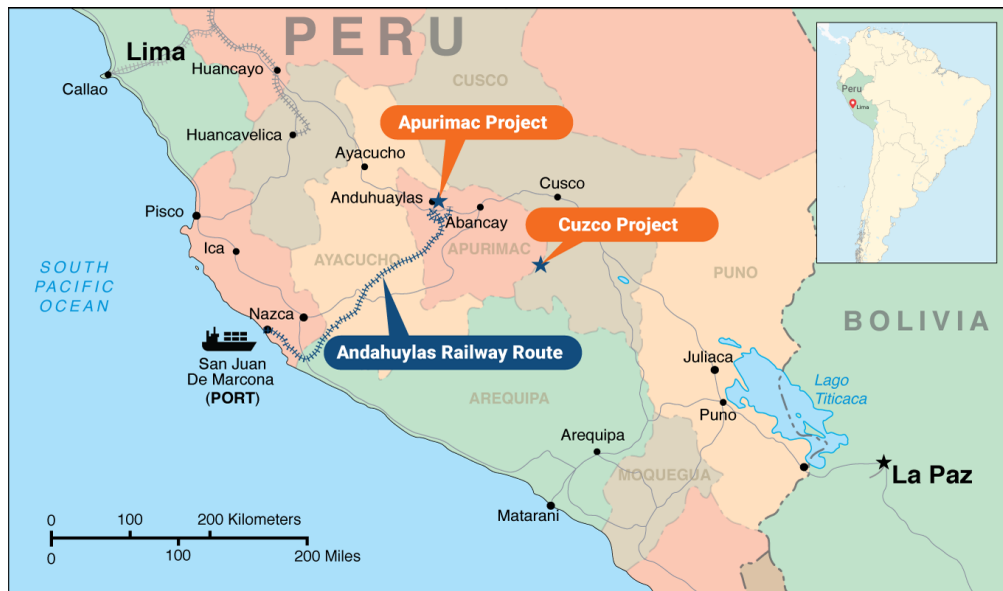 PERU
Lima
Callao
Huancayo
CUSCO
Huancavelica
Apurimac Project
Ayacucho
Anduhuaylas
Cusco
Abancay
Pisco
Cuzco Project
Ica
APURIMAC
AYACUCHO
PUNO
SOUTH
PACIFIC
OCEAN
Nazca
BOLIVIA
Andahuylas Railway Route
San Juan
De Marcona
(PORT)
Juliaca
Lago
Titicaca
AREQUIPA
Puno
Arequipa
MOQUEGUA
La Paz
Matarani
0 100 200 Kilometers
0 100 200 Miles
Peru
Lima